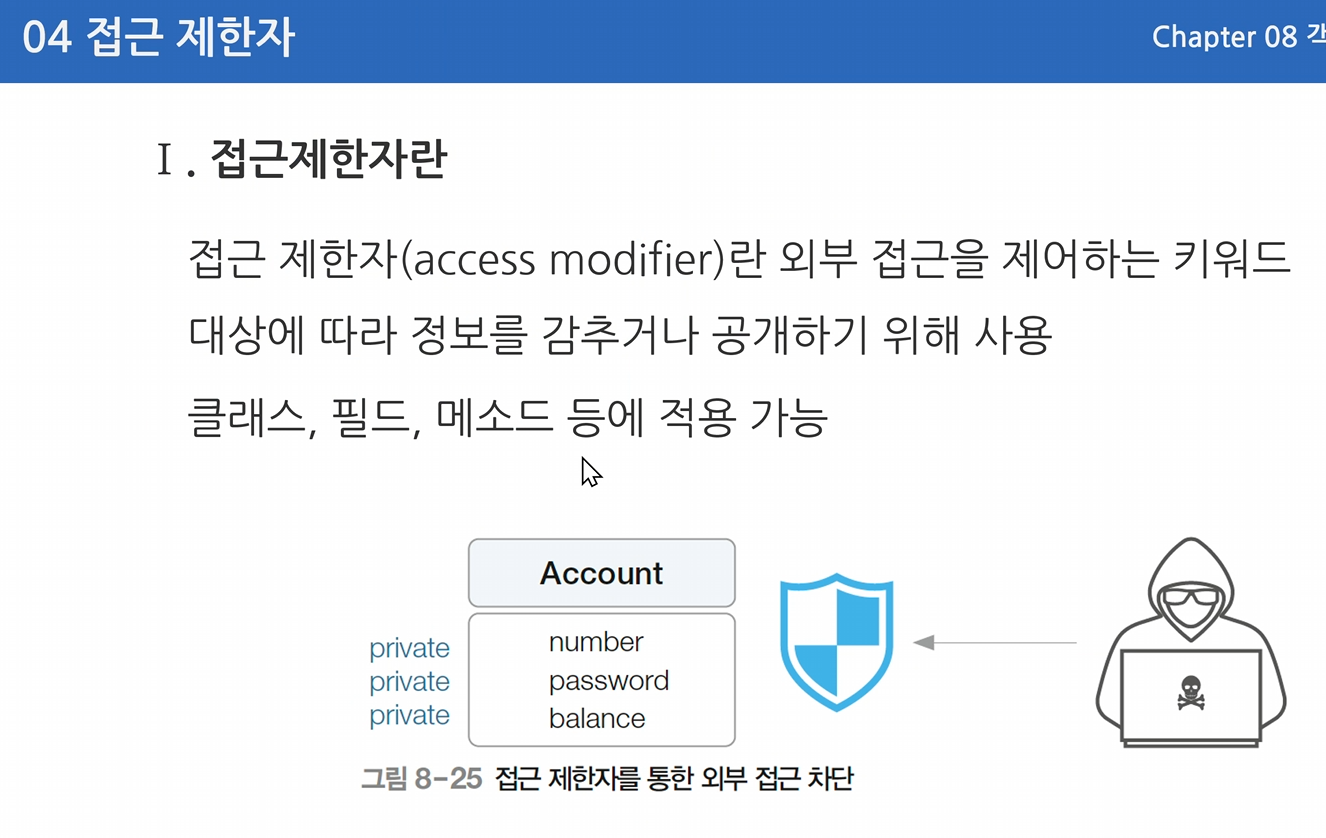 04 접근 제한자
Chapter 08
Ⅰ. 접근제한자란
접근 제한자(access modifier)란 외부 접근을 제어하는 키워드
대상에 따라 정보를 감추거나 공개하기 위해 사용
클래스, 필드, 메소드 등에 적용 가능
Account
private number
private password
private balance
그림 8-25 접근 제한자를 통한 외부 접근 차단